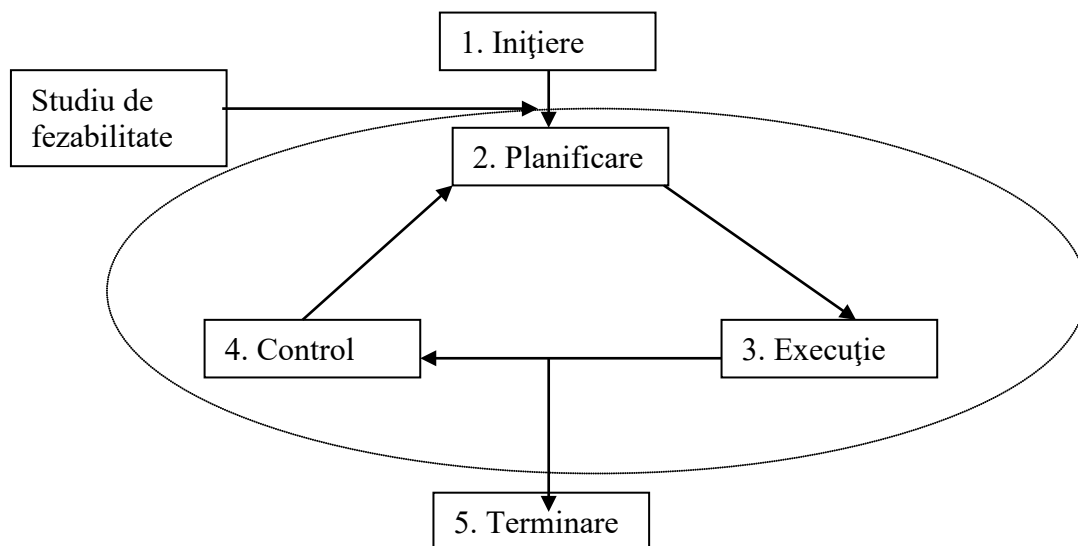 1. Iniţiere
Studiu de
fezabilitate
2. Planificare
4. Control
3. Execuţie
5. Terminare